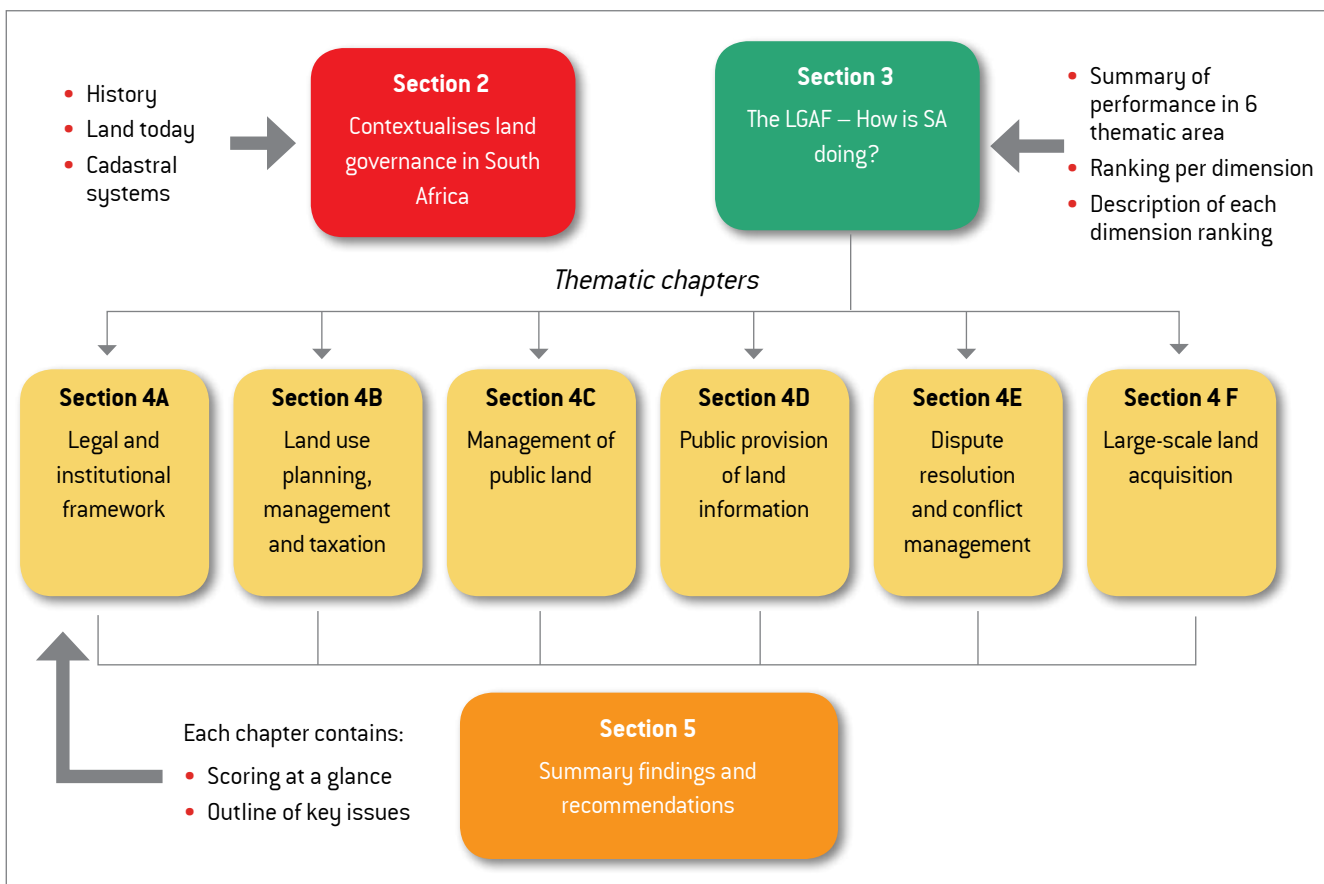 • History
• Land today
• Cadastral
systems
Section 2
Contextualises land
governance in South
Africa
Section 3
The LGAF – How is SA
doing?
• Summary of
performance in 6
thematic area
• Ranking per dimension
• Description of each
dimension ranking
Thematic chapters
Section 4A
Legal and
institutional
framework
Section 4B
Land use
planning,
management
and taxation
Section 4C
Management of
public land
Section 4D
Public provision
of land
information
Section 4E
Dispute
resolution
and conflict
management
Section 4 F
Large-scale land
acquisition
Each chapter contains:
• Scoring at a glance
• Outline of key issues
Section 5
Summary findings and
recommendations